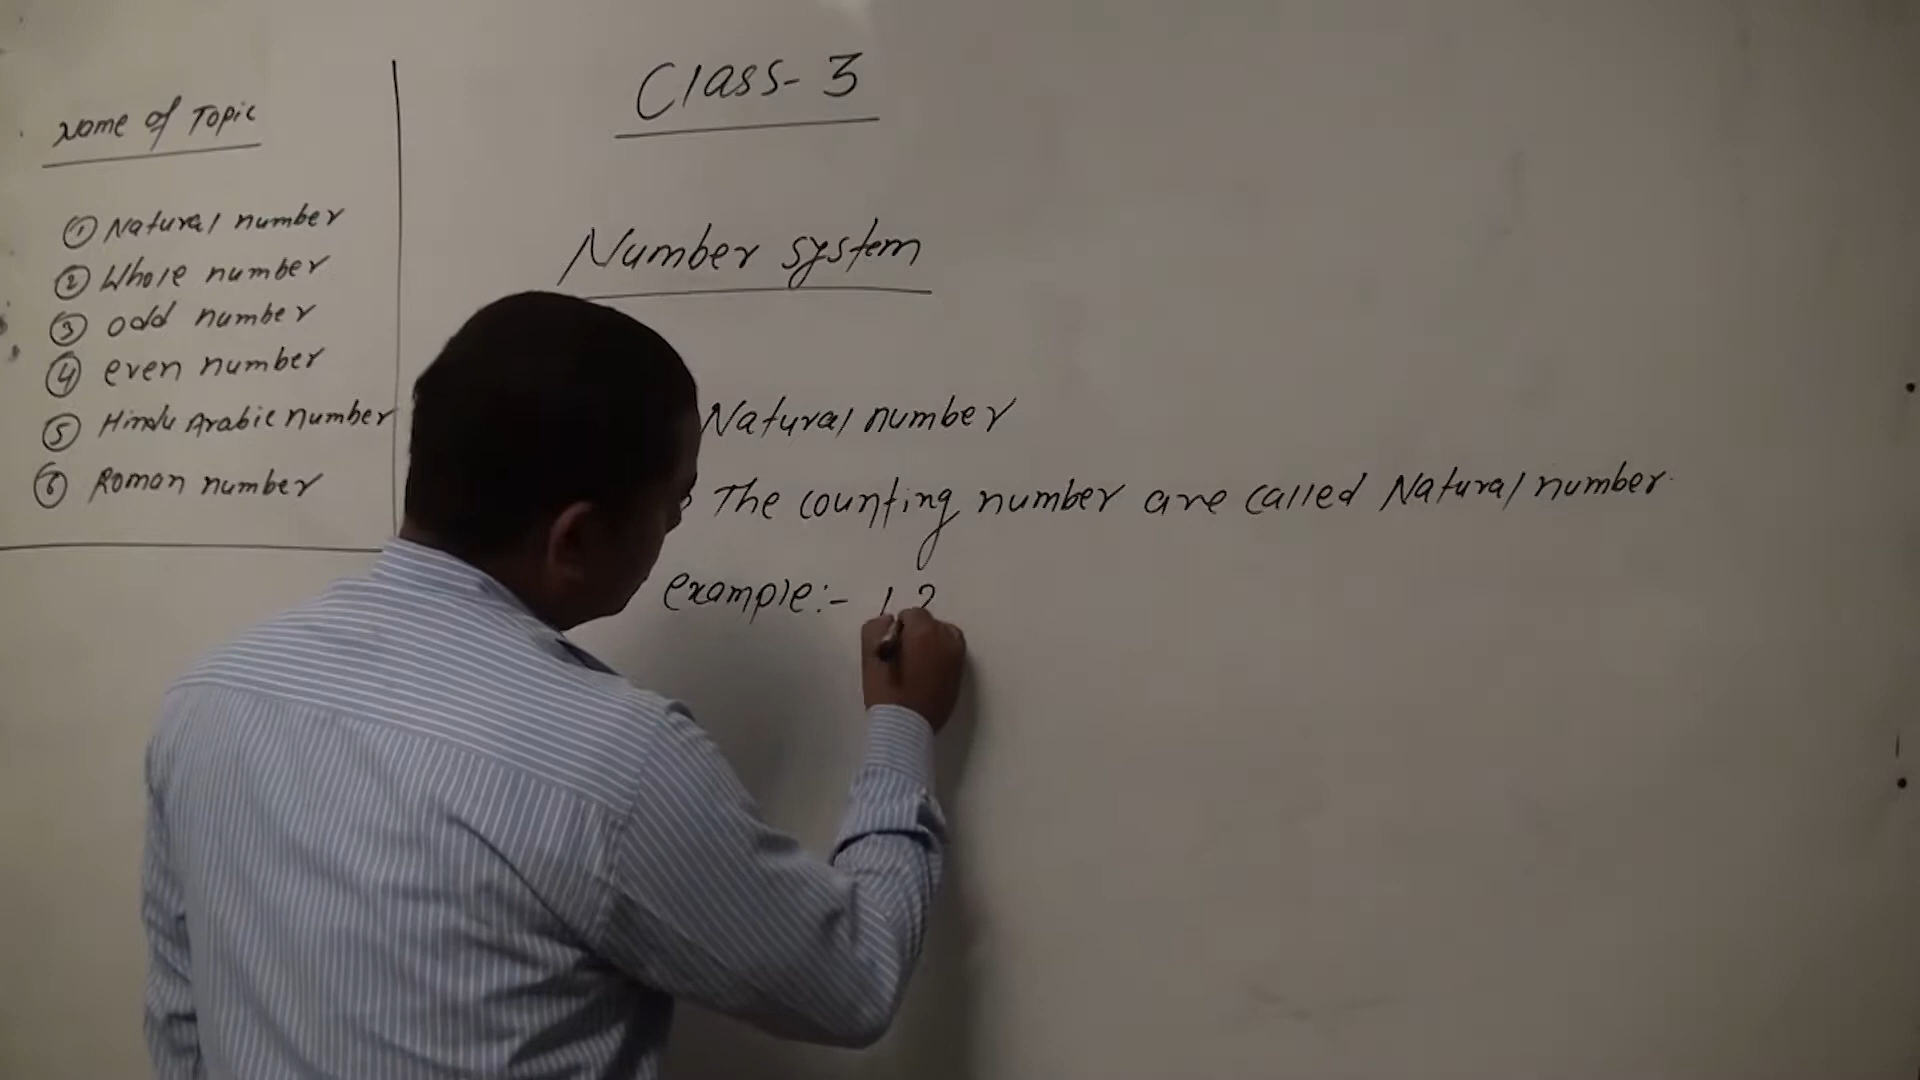 Name of Topic
① Natural number
② Whole number
③ odd number
④ even number
⑤ Hindu Arabic number
⑥ Roman number
Class- 3
Number system
Natural number
The counting number are called Natural number.
example:- 1, 2